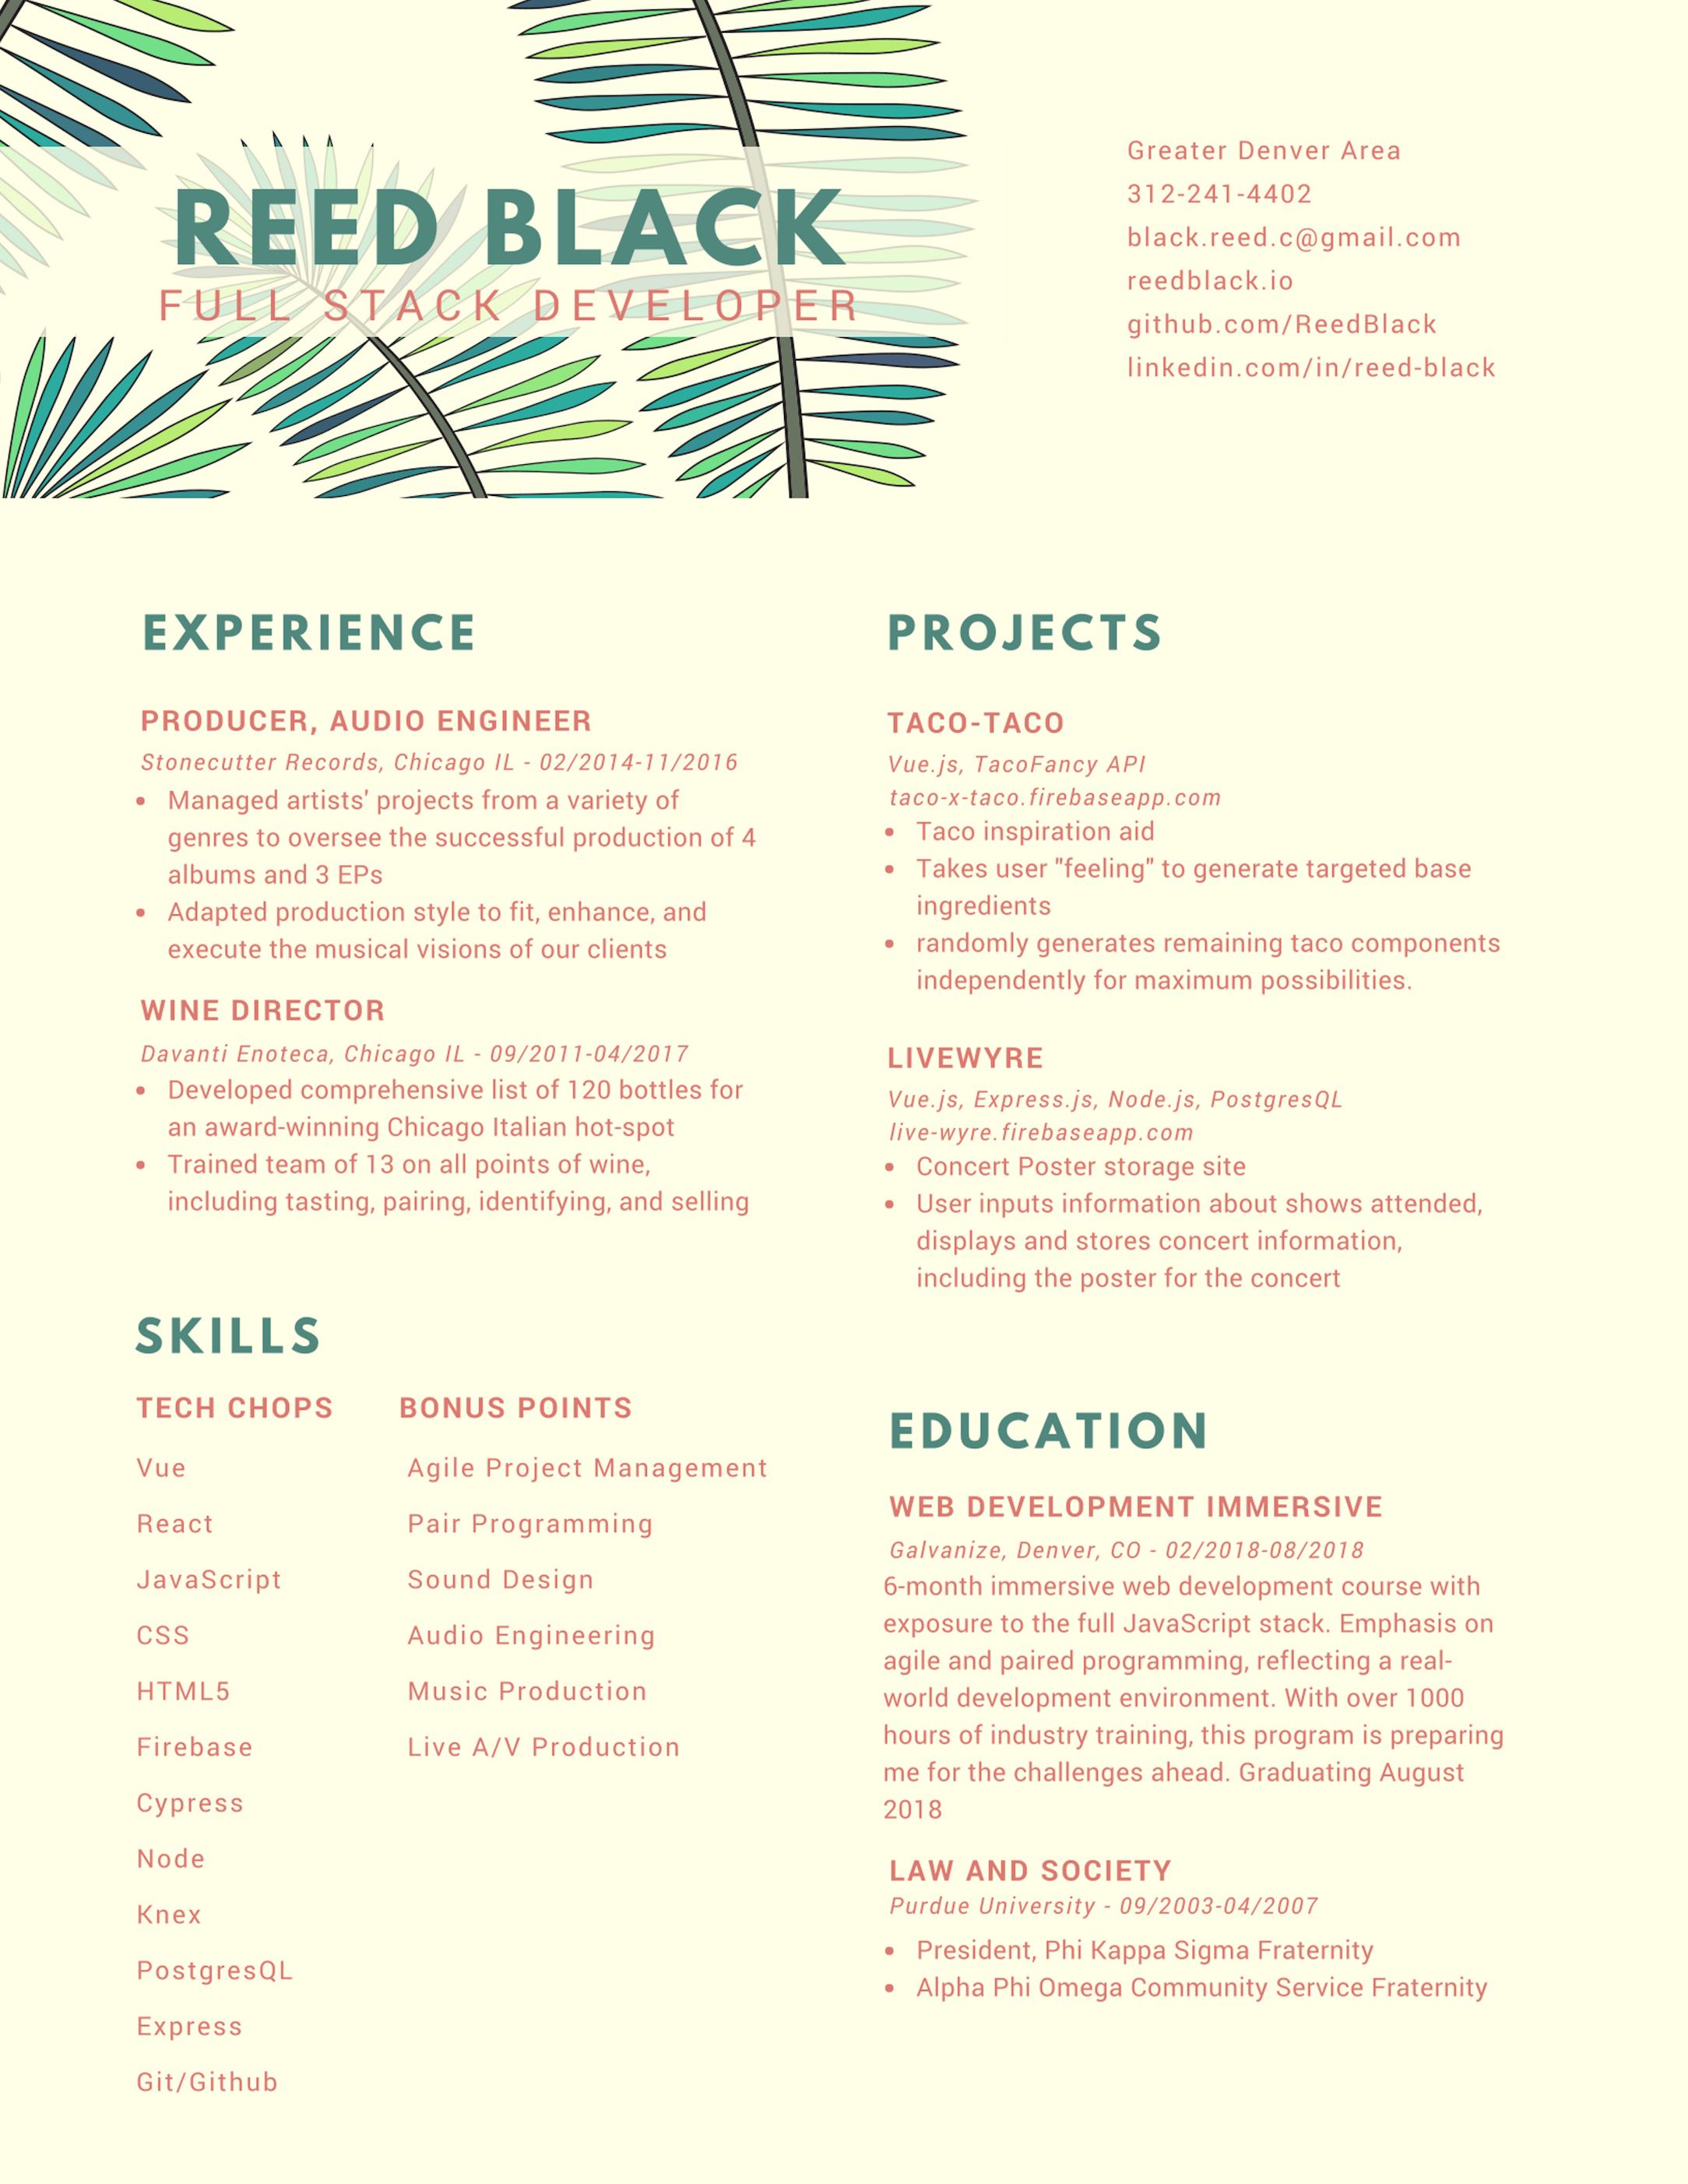 REED BLACK
FULL STACK DEVELOPER
Greater Denver Area
312-241-4402
black.reed.c@gmail.com
reedblack.io
github.com/ReedBlack
linkedin.com/in/reed-black
EXPERIENCE
PRODUCER, AUDIO ENGINEER
Stonecutter Records, Chicago IL - 02/2014-11/2016
• Managed artists' projects from a variety of
genres to oversee the successful production of 4
albums and 3 EPs
• Adapted production style to fit, enhance, and
execute the musical visions of our clients
WINE DIRECTOR
Davanti Enoteca, Chicago IL - 09/2011-04/2017
• Developed comprehensive list of 120 bottles for
an award-winning Chicago Italian hot-spot
• Trained team of 13 on all points of wine,
including tasting, pairing, identifying, and selling
SKILLS
TECH CHOPS
Vue
React
JavaScript
CSS
HTML5
Firebase
Cypress
Node
Knex
PostgresQL
Express
Git/Github
BONUS POINTS
Agile Project Management
Pair Programming
Sound Design
Audio Engineering
Music Production
Live A/V Production
PROJECTS
TACO-TACO
Vue.js, TacoFancy API
taco-x-taco.firebaseapp.com
• Taco inspiration aid
• Takes user "feeling" to generate targeted base
ingredients
• randomly generates remaining taco components
independently for maximum possibilities.
LIVEWYRE
Vue.js, Express.js, Node.js, PostgresQL
live-wyre.firebaseapp.com
• Concert Poster storage site
• User inputs information about shows attended,
displays and stores concert information,
including the poster for the concert
EDUCATION
WEB DEVELOPMENT IMMERSIVE
Galvanize, Denver, CO - 02/2018-08/2018
6-month immersive web development course with
exposure to the full JavaScript stack. Emphasis on
agile and paired programming, reflecting a real-
world development environment. With over 1000
hours of industry training, this program is preparing
me for the challenges ahead. Graduating August
2018
LAW AND SOCIETY
Purdue University - 09/2003-04/2007
• President, Phi Kappa Sigma Fraternity
• Alpha Phi Omega Community Service Fraternity